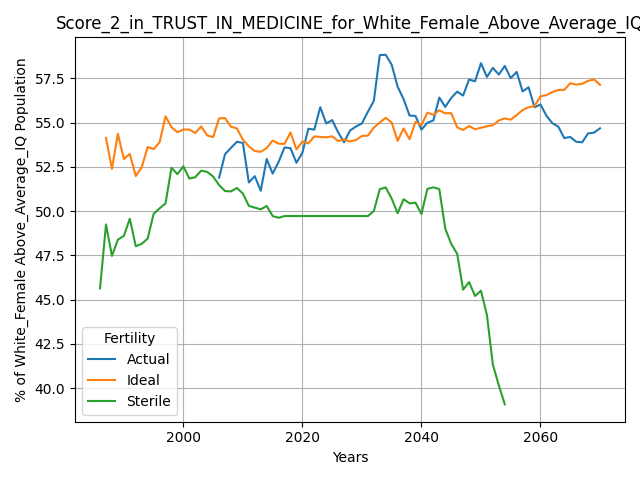 Score_2_in_TRUST_IN_MEDICINE_for_White_Female_Above_Average_IQ
% of White_Female Above_Average_IQ Population
57.5
55.0
52.5
50.0
47.5
45.0
42.5
40.0
Fertility
Actual
Ideal
Sterile
2000 2020 2040 2060
Years